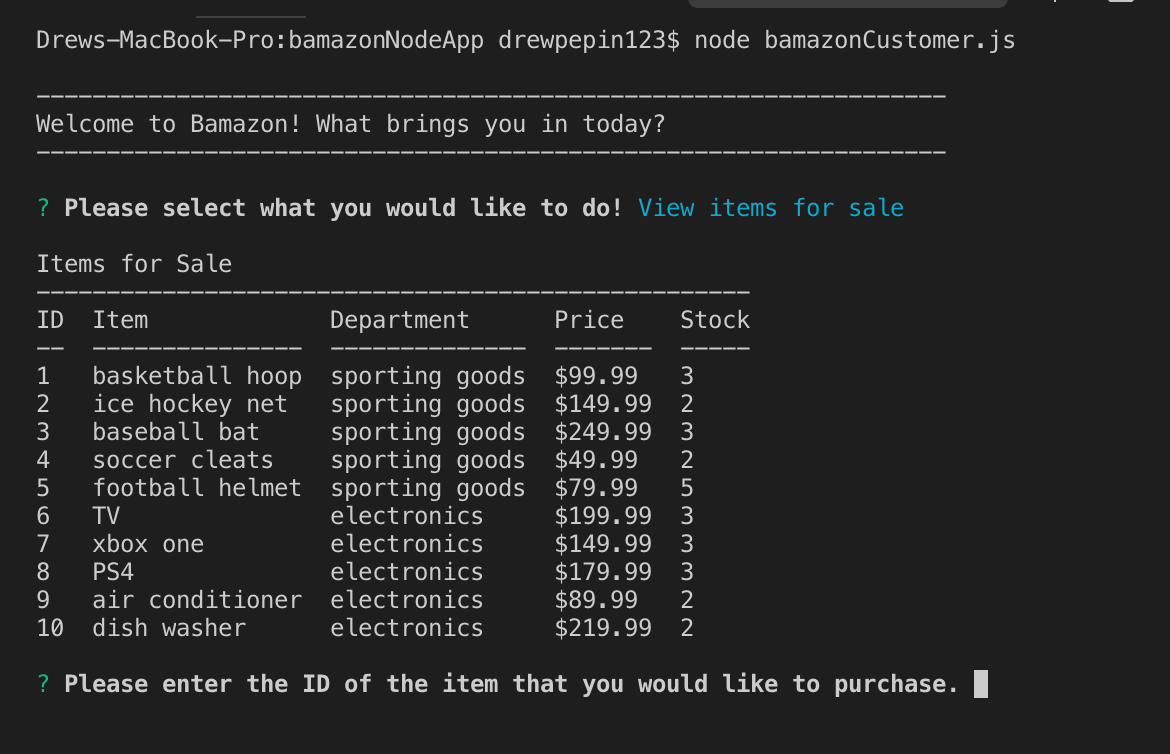 Drews-MacBook-Pro:bamazonNodeApp drewpepin123$ node bamazonCustomer.js
-----------------------------------------------------------------
Welcome to Bamazon! What brings you in today?
-----------------------------------------------------------------
? Please select what you would like to do! View items for sale
Items for Sale
---------------------------------------------------
ID  Item             Department      Price    Stock
--  ---------------  --------------  -------  -----
1   basketball hoop  sporting goods  $99.99   3
2   ice hockey net   sporting goods  $149.99  2
3   baseball bat     sporting goods  $249.99  3
4   soccer cleats    sporting goods  $49.99   2
5   football helmet  sporting goods  $79.99   5
6   TV               electronics     $199.99  3
7   xbox one         electronics     $149.99  3
8   PS4              electronics     $179.99  3
9   air conditioner  electronics     $89.99   2
10  dish washer      electronics     $219.99  2
? Please enter the ID of the item that you would like to purchase.